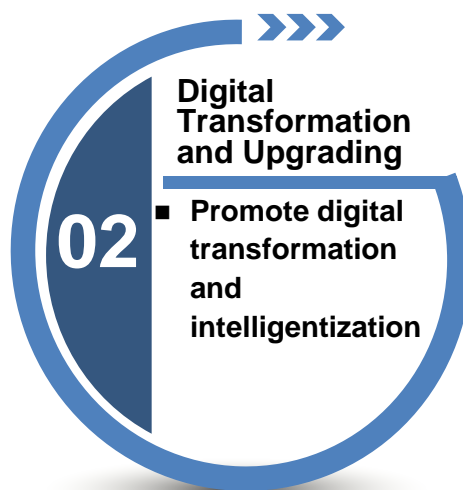 Digital
Transformation
and Upgrading
02
■ Promote digital
transformation
and
intelligentization